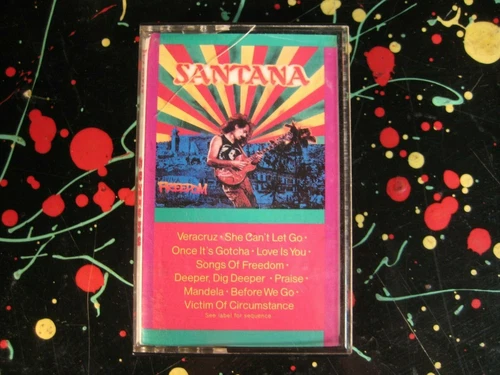 SANTANA
FREEDOM
Veracruz • She Can't Let Go •
Once It's Gotcha • Love Is You •
Songs Of Freedom •
Deeper, Dig Deeper • Praise •
Mandela • Before We Go •
Victim Of Circumstance
See label for sequence